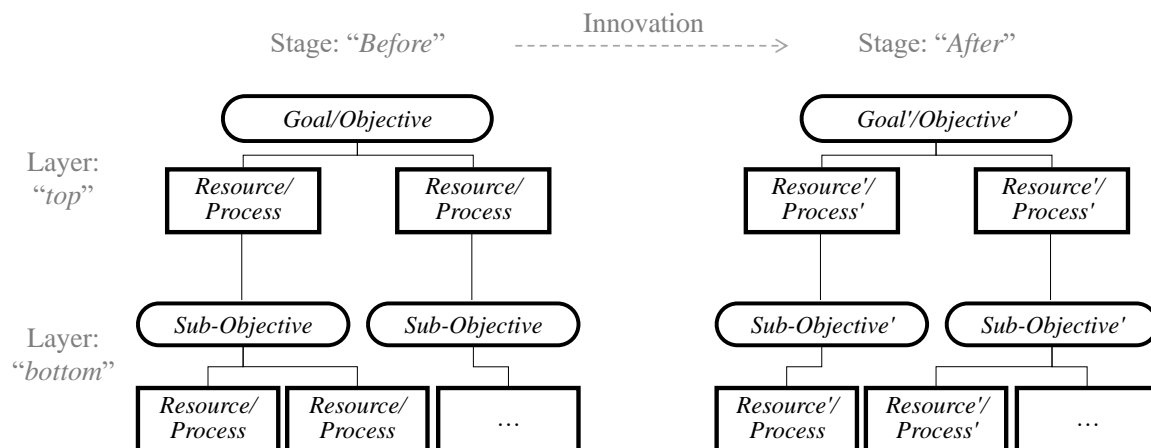 Innovation
Stage: “Before”
Stage: “After”
Goal/Objective
Goal'/Objective'
Layer:
“top”
Resource/
Process
Resource/
Process
Resource'/
Process'
Resource'/
Process'
Layer:
“bottom”
Sub-Objective
Sub-Objective
Sub-Objective'
Sub-Objective'
Resource/
Process
Resource/
Process
…
Resource'/
Process
Resource'/
Process'
…